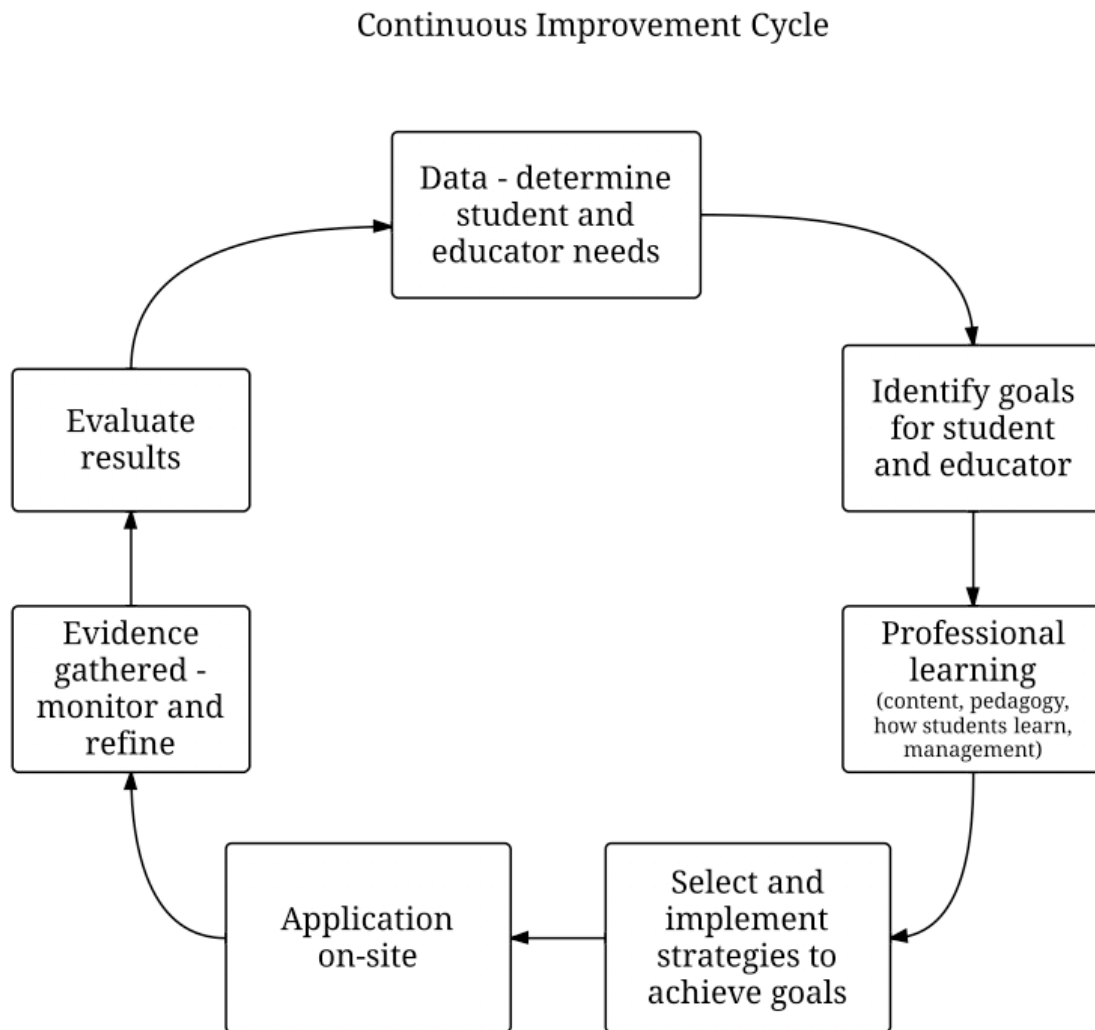 Continuous Improvement Cycle
Data - determine
student and
educator needs
Identify goals
for student
and educator
Professional
learning
(content, pedagogy,
how students learn,
management)
Select and
implement
strategies to
achieve goals
Application
on-site
Evidence
gathered -
monitor and
refine
Evaluate
results